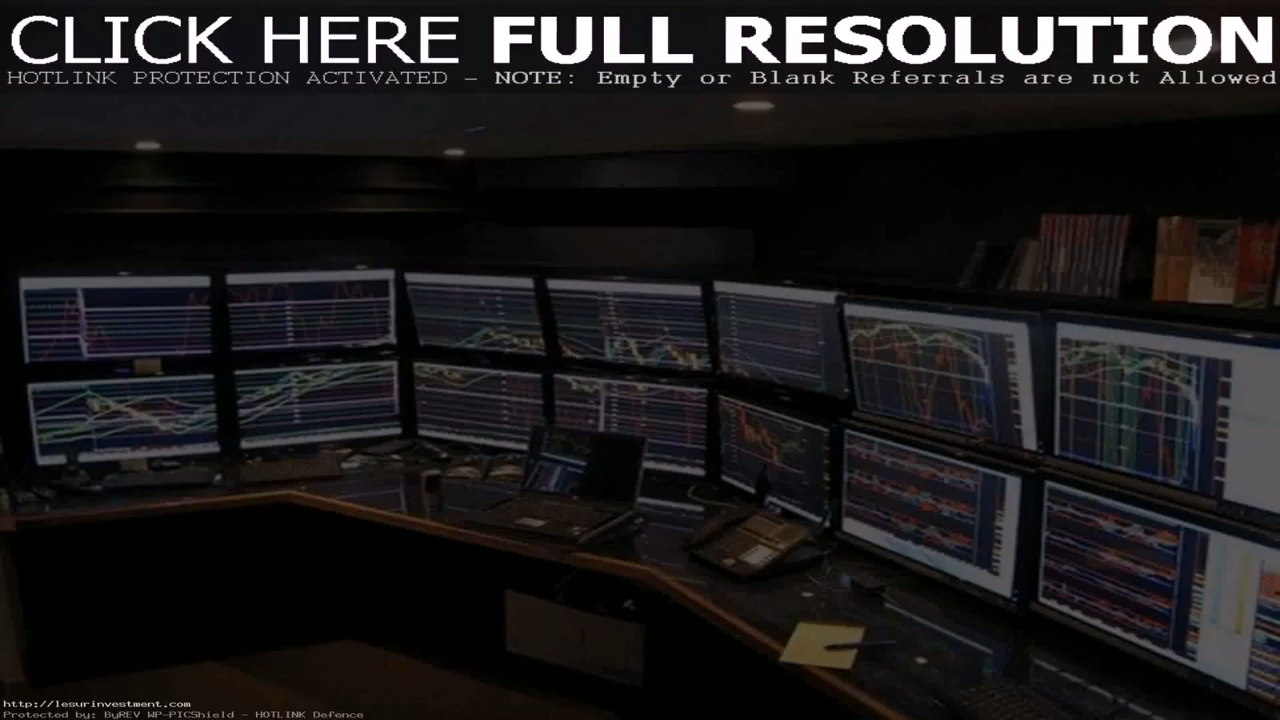 CLICK HERE FULL RESOLUTION
HOTLINK PROTECTION ACTIVATED - NOTE: Empty or Blank Referrals are not Allowed
http://lesurinvestment.com
Protected by: ByREV WP-PICShield - HOTLINK Defence